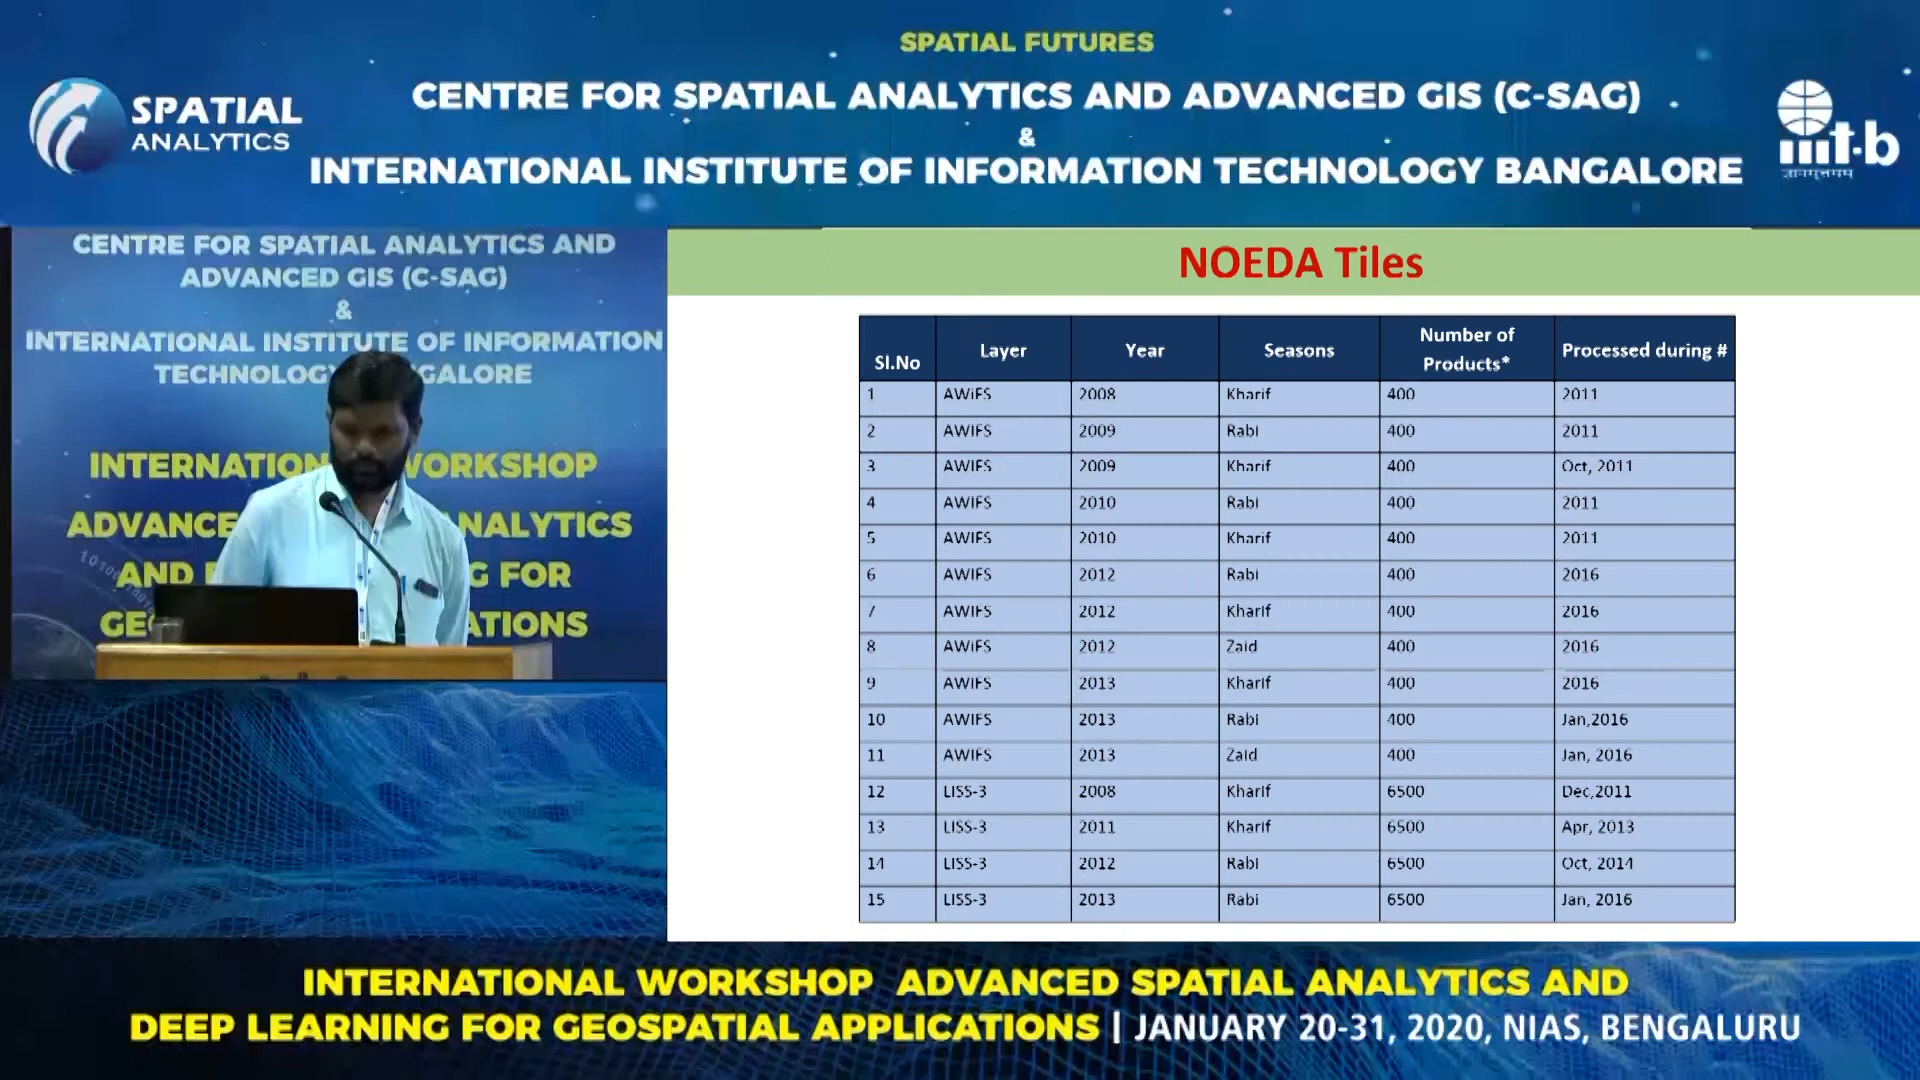 SPATIAL FUTURES
CENTRE FOR SPATIAL ANALYTICS AND ADVANCED GIS (C-SAG)
&
INTERNATIONAL INSTITUTE OF INFORMATION TECHNOLOGY BANGALORE
SPATIAL
ANALYTICS
iiit-b
ज्ञानमुत्तमम्
CENTRE FOR SPATIAL ANALYTICS AND
ADVANCED GIS (C-SAG)
&
INTERNATIONAL INSTITUTE OF INFORMATION
INTERNATION WORKSHOP
ADVANCE NALYTICS
AND G FOR
GE ATIONS
NOEDA Tiles
Sl.No Layer Year Seasons Number of Products* Processed during #
1 AWiFS 2008 Kharif 400 2011
2 AWiFS 2009 Rabi 400 2011
3 AWiFS 2009 Kharif 400 Oct, 2011
4 AWiFS 2010 Rabi 400 2011
5 AWiFS 2010 Kharif 400 2011
6 AWiFS 2012 Rabi 400 2016
7 AWiFS 2012 Kharif 400 2016
8 AWiFS 2012 Zaid 400 2016
9 AWiFS 2013 Kharif 400 2016
10 AWiFS 2013 Rabi 400 Jan,2016
11 AWiFS 2013 Zaid 400 Jan, 2016
12 LISS-3 2008 Kharif 6500 Dec,2011
13 LISS-3 2011 Kharif 6500 Apr, 2013
14 LISS-3 2012 Rabi 6500 Oct, 2014
15 LISS-3 2013 Rabi 6500 Jan, 2016
INTERNATIONAL WORKSHOP ADVANCED SPATIAL ANALYTICS AND
DEEP LEARNING FOR GEOSPATIAL APPLICATIONS | JANUARY 20-31, 2020, NIAS, BENGALURU